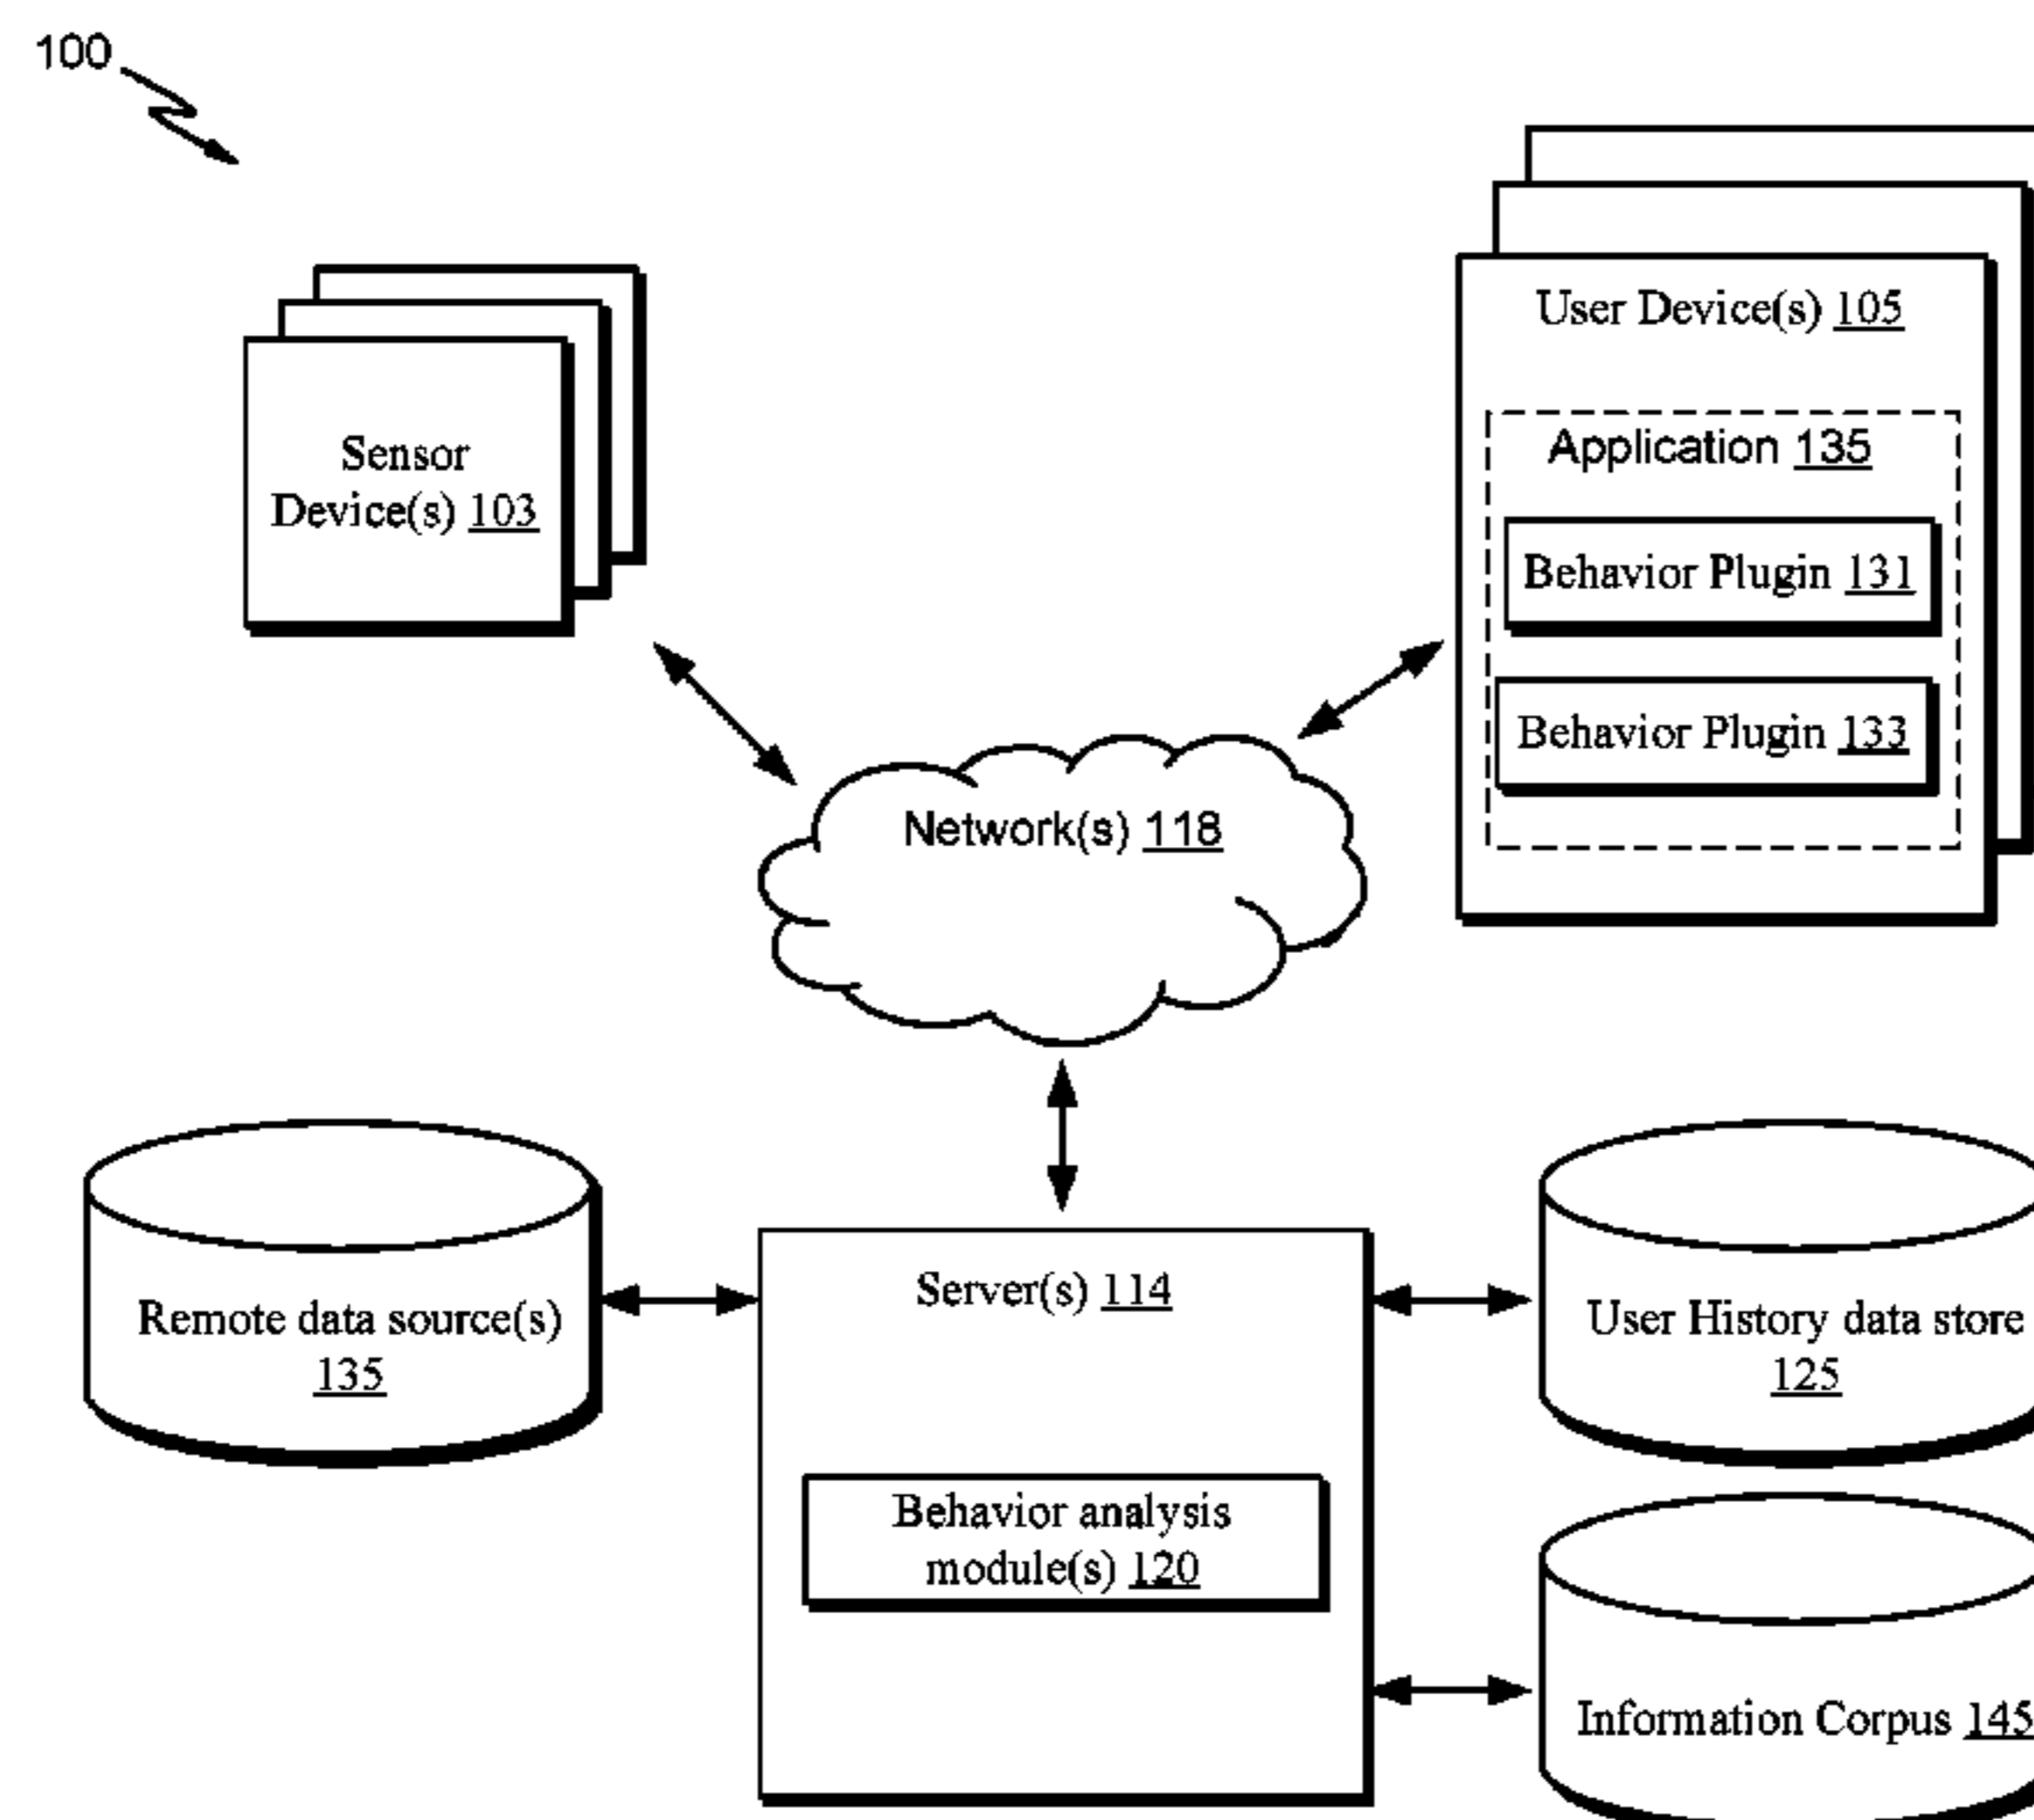 100
User Device(s) 105
Application 135
Sensor
Device(s) 103
Behavior Plugin 131
Behavior Plugin 133
Network(s) 118
Server(s) 114
Remote data source(s)
135
User History data store
125
Behavior analysis
module(s) 120
Information Corpus 145